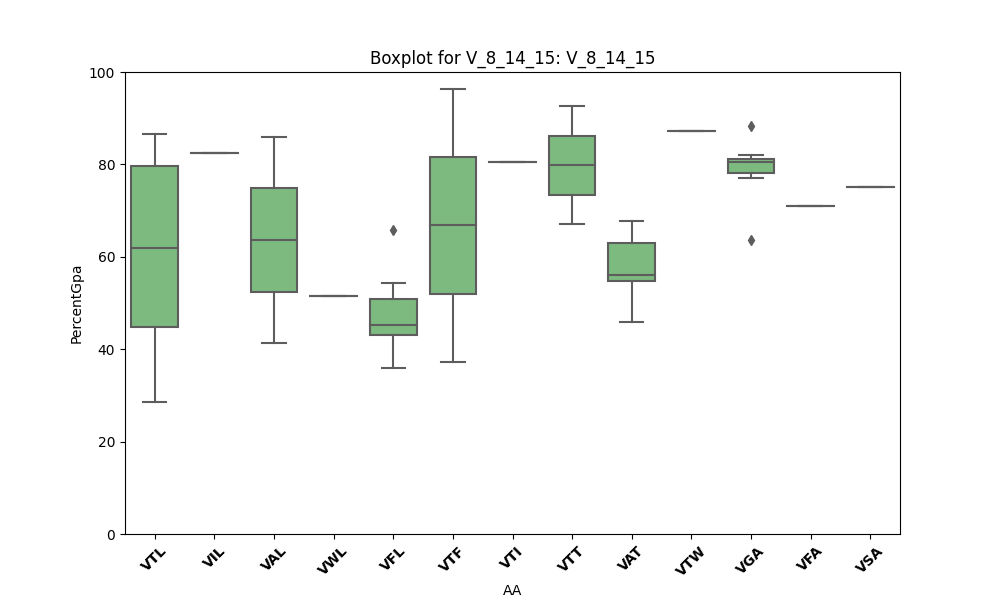 Boxplot for V_8_14_15: V_8_14_15
100
80
60
40
20
0
PercentGpa
VTL VIL VAL VWL VFL VTF VTI VTT VAT VTW VGA VFA VSA
AA